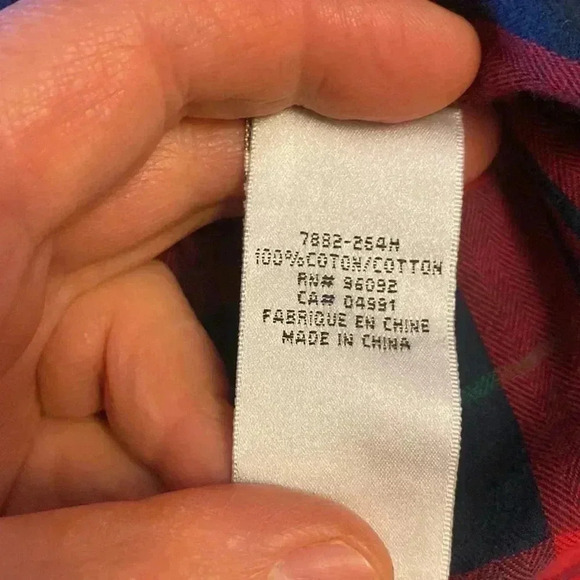 7882-254H
100%COTON/COTTON
RN# 96092
CA# 04991
FABRIQUE EN CHINE
MADE IN CHINA